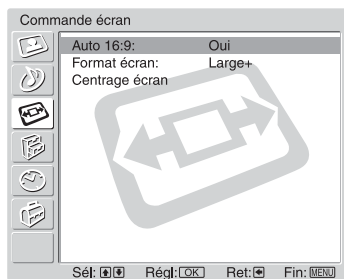 Commande écran
Auto 16:9: Oui
Format écran: Large+
Centrage écran
Sél: Régl: OK Ret: Fin: MENU